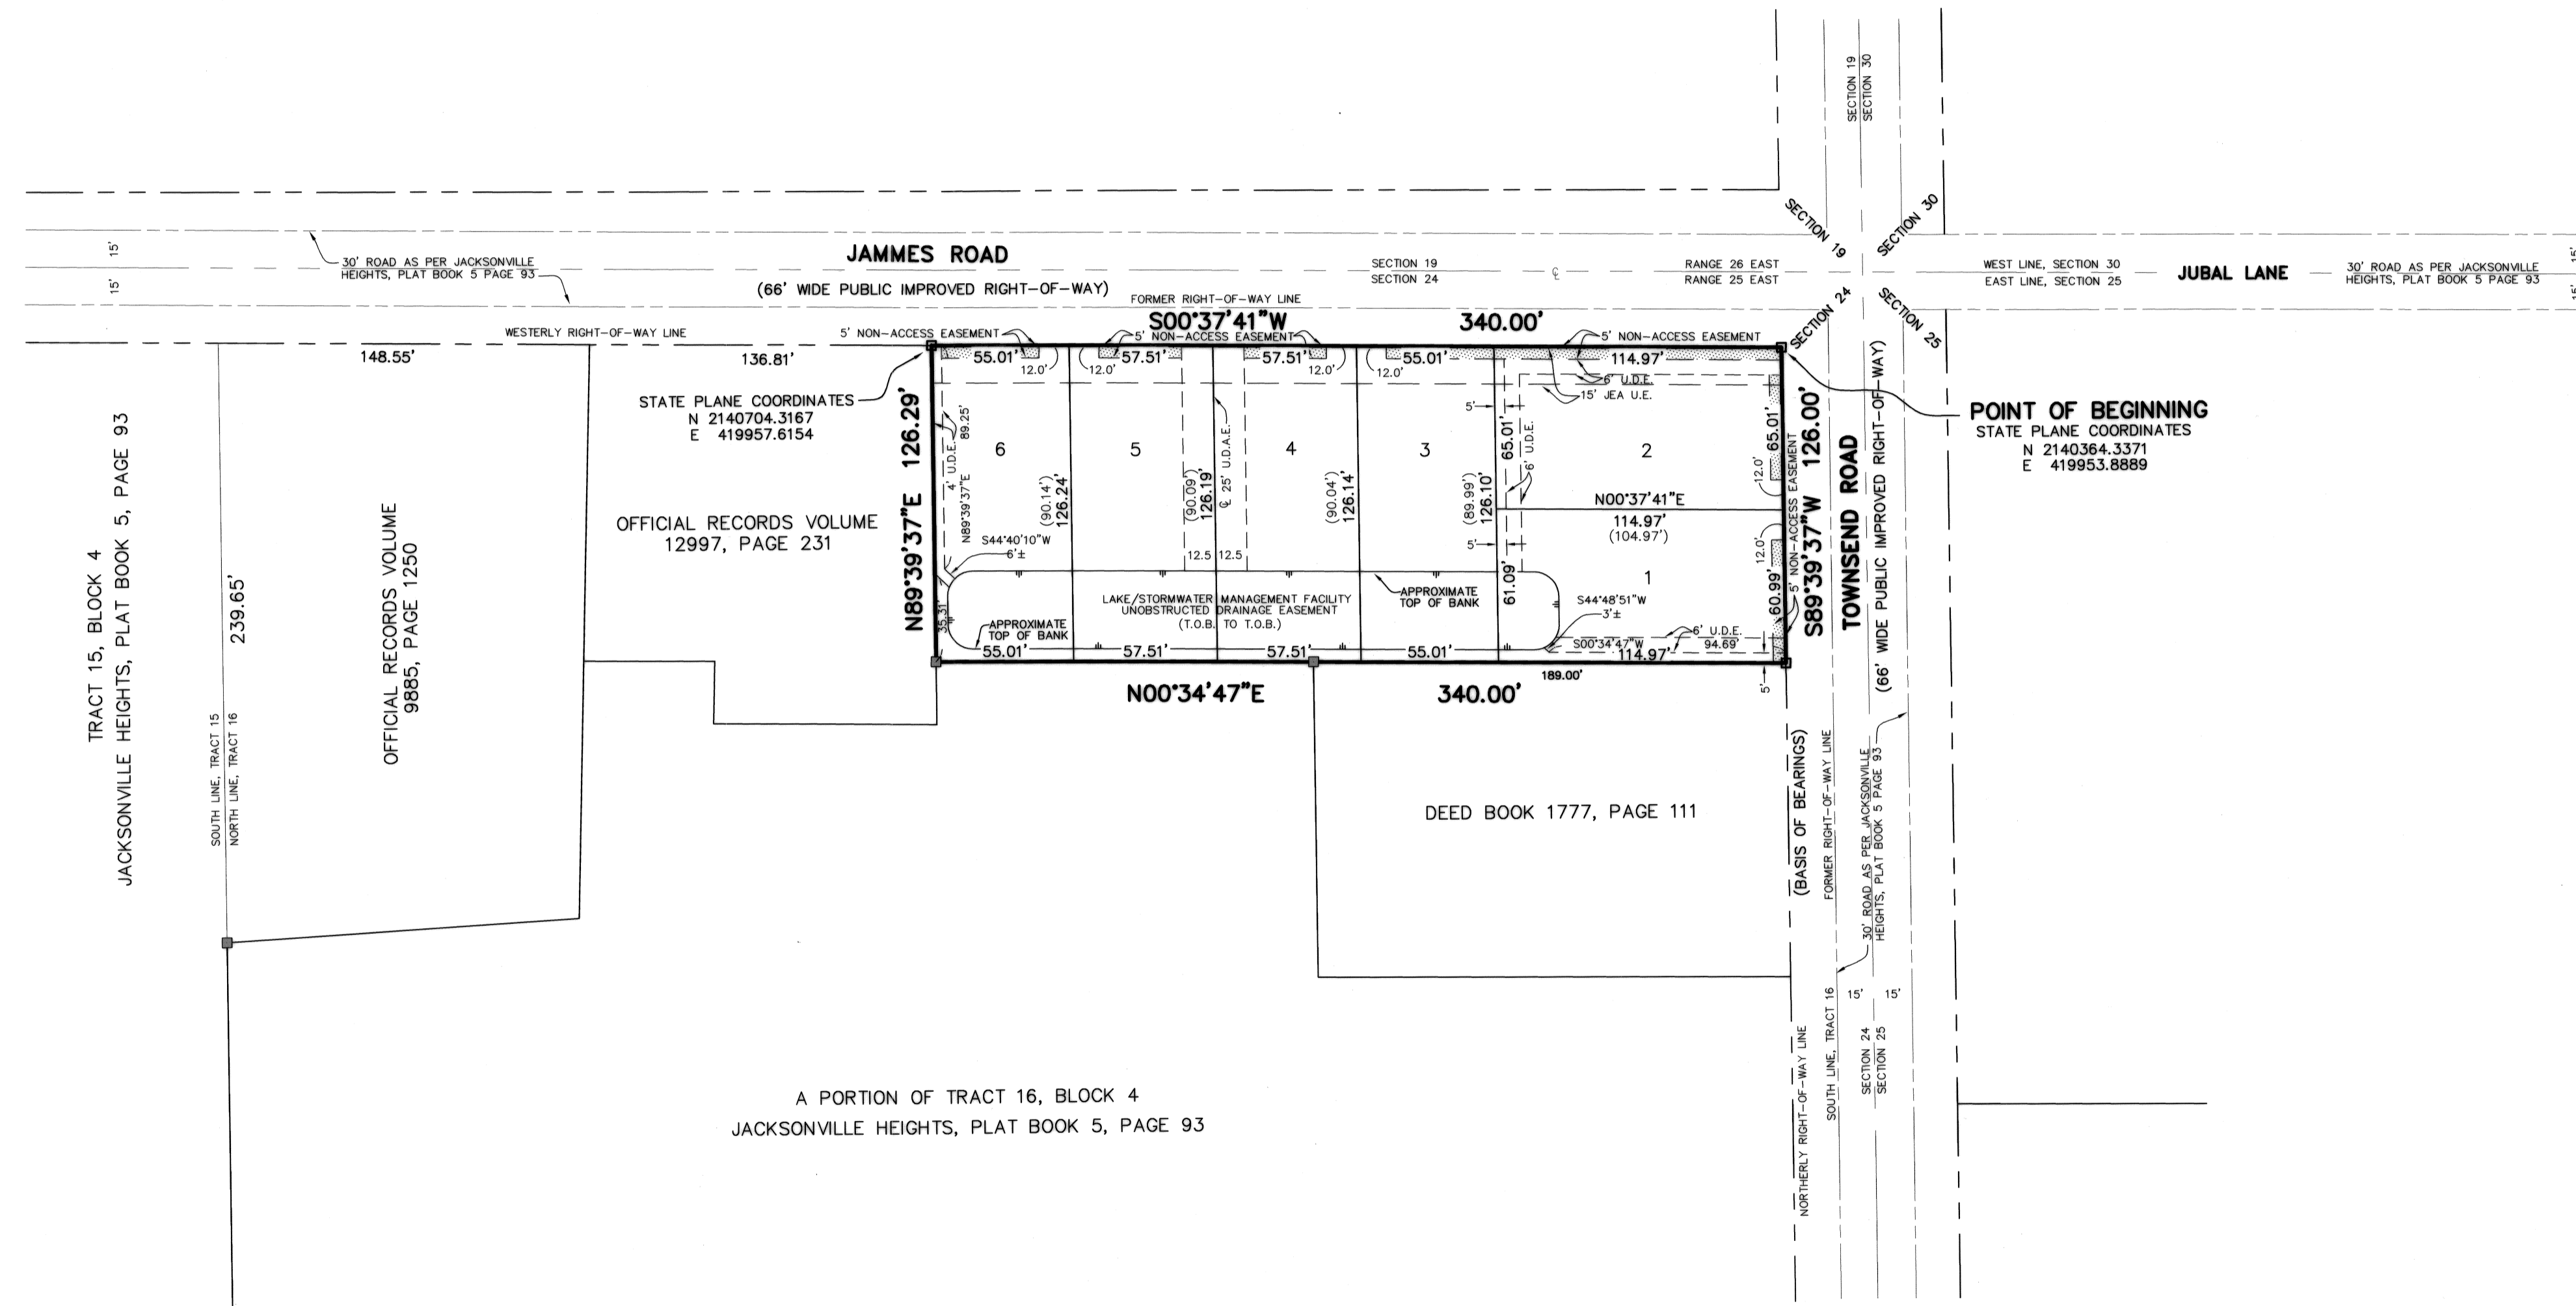 SECTION 19
SECTION 30
SECTION 19
SECTION 30
SECTION 24
SECTION 25
15'
15'
30' ROAD AS PER JACKSONVILLE
HEIGHTS, PLAT BOOK 5 PAGE 93
JAMMES ROAD
(66' WIDE PUBLIC IMPROVED RIGHT-OF-WAY)
SECTION 19
SECTION 24
℄
RANGE 26 EAST
RANGE 25 EAST
WEST LINE, SECTION 30
EAST LINE, SECTION 25
JUBAL LANE
30' ROAD AS PER JACKSONVILLE
HEIGHTS, PLAT BOOK 5 PAGE 93
15'
15'
FORMER RIGHT-OF-WAY LINE
WESTERLY RIGHT-OF-WAY LINE
S00°37'41"W 340.00'
5' NON-ACCESS EASEMENT
5' NON-ACCESS EASEMENT
5' NON-ACCESS EASEMENT
148.55'
136.81'
55.01'
57.51'
57.51'
55.01'
114.97'
12.0'
12.0'
12.0'
12.0'
6' U.D.E.
15' JEA U.E.
STATE PLANE COORDINATES
N 2140704.3167
E 419957.6154
POINT OF BEGINNING
STATE PLANE COORDINATES
N 2140364.3371
E 419953.8889
N89°39'37"E 126.29'
4' U.D.E.
89.25'
N89°39'37"E
6
5
4
3
2
1
(90.14')
126.24'
(90.09')
126.19'
℄ 25' U.D.A.E.
(90.04')
126.14'
(89.99')
126.10'
5'
65.01'
6' U.D.E.
5'
61.09'
12.5
12.5
N00°37'41"E
114.97'
(104.97')
65.01'
12.0'
12.0'
60.99'
5' NON-ACCESS EASEMENT
S89°39'37"W 126.00'
TOWNSEND ROAD
(66' WIDE PUBLIC IMPROVED RIGHT-OF-WAY)
S44°40'10"W
6'±
35.31'
LAKE/STORMWATER MANAGEMENT FACILITY
UNOBSTRUCTED DRAINAGE EASEMENT
(T.O.B. TO T.O.B.)
APPROXIMATE
TOP OF BANK
APPROXIMATE
TOP OF BANK
S44°48'51"W
3'±
6' U.D.E.
S00°34'47"W
94.69'
55.01'
57.51'
57.51'
55.01'
114.97'
189.00'
5'
N00°34'47"E 340.00'
OFFICIAL RECORDS VOLUME
12997, PAGE 231
TRACT 15, BLOCK 4
JACKSONVILLE HEIGHTS, PLAT BOOK 5, PAGE 93
239.65'
SOUTH LINE, TRACT 15
NORTH LINE, TRACT 16
OFFICIAL RECORDS VOLUME
9885, PAGE 1250
DEED BOOK 1777, PAGE 111
(BASIS OF BEARINGS)
FORMER RIGHT-OF-WAY LINE
30' ROAD AS PER JACKSONVILLE
HEIGHTS, PLAT BOOK 5 PAGE 93
15'
15'
SOUTH LINE, TRACT 16
NORTHERLY RIGHT-OF-WAY LINE
SECTION 24
SECTION 25
A PORTION OF TRACT 16, BLOCK 4
JACKSONVILLE HEIGHTS, PLAT BOOK 5, PAGE 93